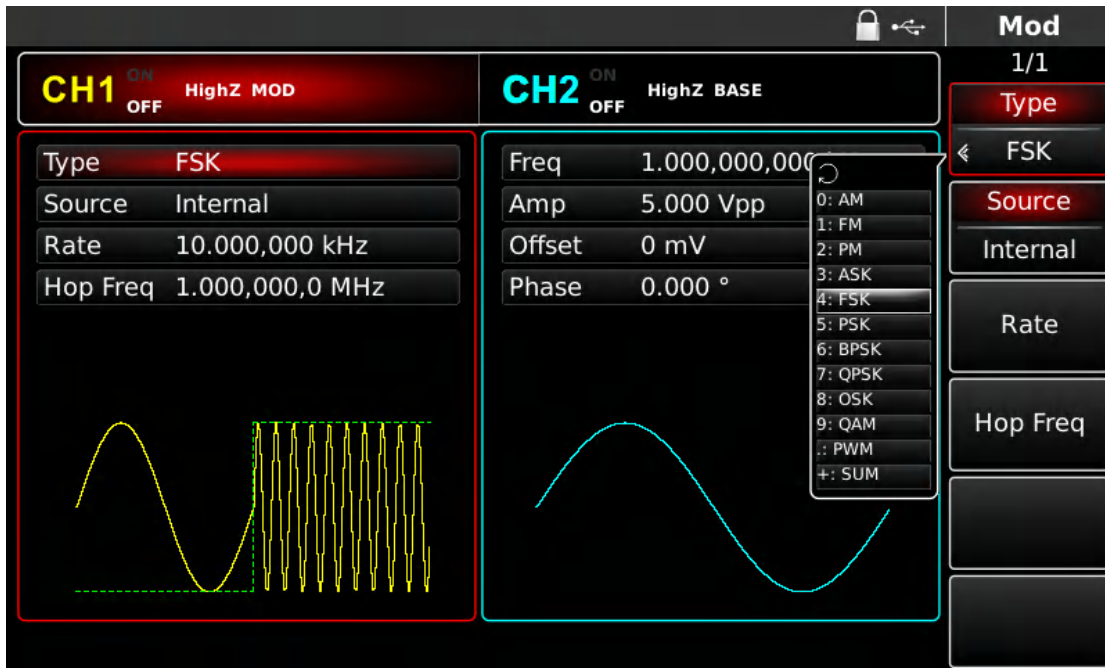 Mod
1/1
CH1 ON OFF HighZ MOD
CH2 ON OFF HighZ BASE
Type
FSK
Source
Internal
Rate
Hop Freq
Type FSK
Source Internal
Rate 10.000,000 kHz
Hop Freq 1.000,000,0 MHz
Freq 1.000,000,000
Amp 5.000 Vpp
Offset 0 mV
Phase 0.000 °
0: AM
1: FM
2: PM
3: ASK
4: FSK
5: PSK
6: BPSK
7: QPSK
8: OSK
9: QAM
.: PWM
+: SUM